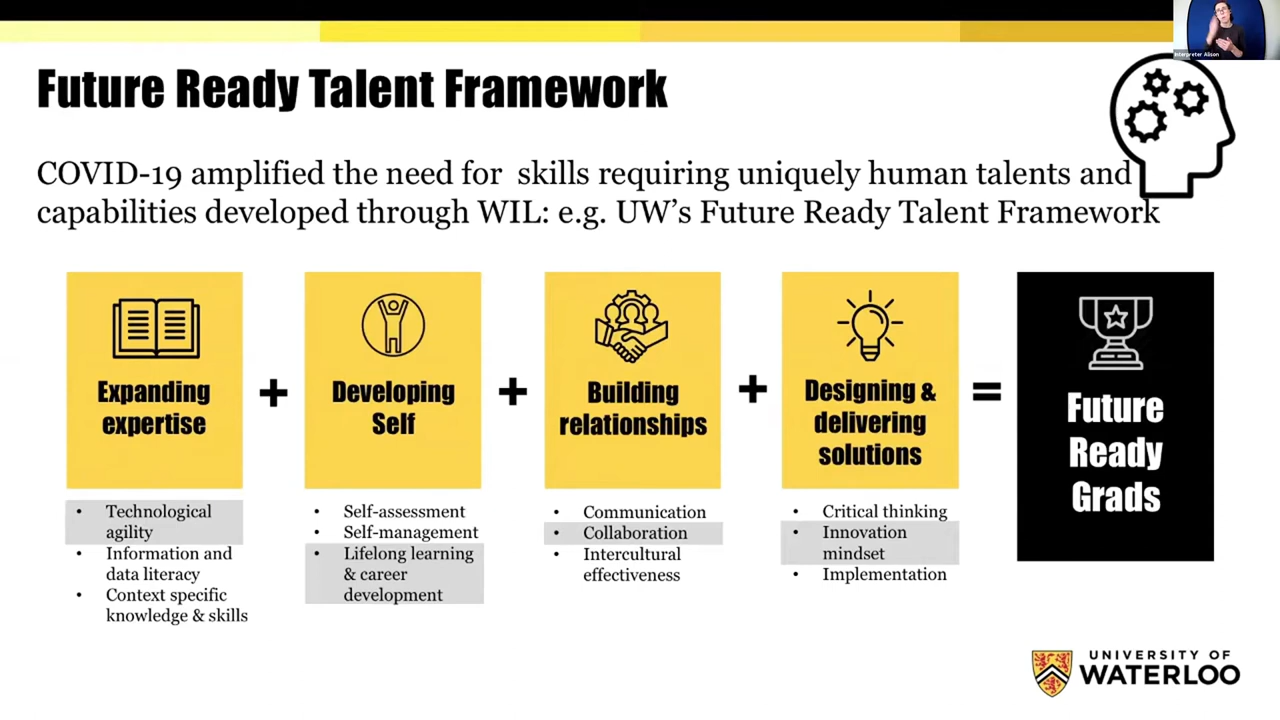 Interpreter Alison
Future Ready Talent Framework
COVID-19 amplified the need for skills requiring uniquely human talents and
capabilities developed through WIL: e.g. UW’s Future Ready Talent Framework
Expanding
expertise
+
Developing
Self
+
Building
relationships
+
Designing &
delivering
solutions
=
Future
Ready
Grads
• Technological
agility
• Information and
data literacy
• Context specific
knowledge & skills
• Self-assessment
• Self-management
• Lifelong learning
& career
development
• Communication
• Collaboration
• Intercultural
effectiveness
• Critical thinking
• Innovation
mindset
• Implementation
UNIVERSITY OF
WATERLOO